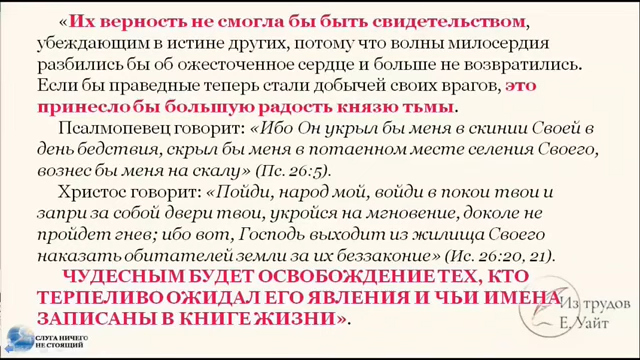 «Их верность не смогла бы быть свидетельством,
убеждающим в истине других, потому что волны милосердия
разбились бы об ожесточенное сердце и больше не возвратились.
Если бы праведные теперь стали добычей своих врагов, это
принесло бы большую радость князю тьмы.
Псалмопевец говорит: «Ибо Он укрыл бы меня в скинии Своей в
день бедствия, скрыл бы меня в потаенном месте селения Своего,
вознес бы меня на скалу» (Пс. 26:5).
Христос говорит: «Пойди, народ мой, войди в покои твои и
запри за собой двери твои, укройся на мгновение, доколе не
пройдет гнев; ибо вот, Господь выходит из жилища Своего
наказать обитателей земли за их беззаконие» (Ис. 26:20, 21).
ЧУДЕСНЫМ БУДЕТ ОСВОБОЖДЕНИЕ ТЕХ, КТО
ТЕРПЕЛИВО ОЖИДАЛ ЕГО ЯВЛЕНИЯ И ЧЬИ ИМЕНА
ЗАПИСАНЫ В КНИГЕ ЖИЗНИ».
Из трудов
Е. Уайт
СЛУГА НИЧЕГО
НЕ СТОЯЩИЙ